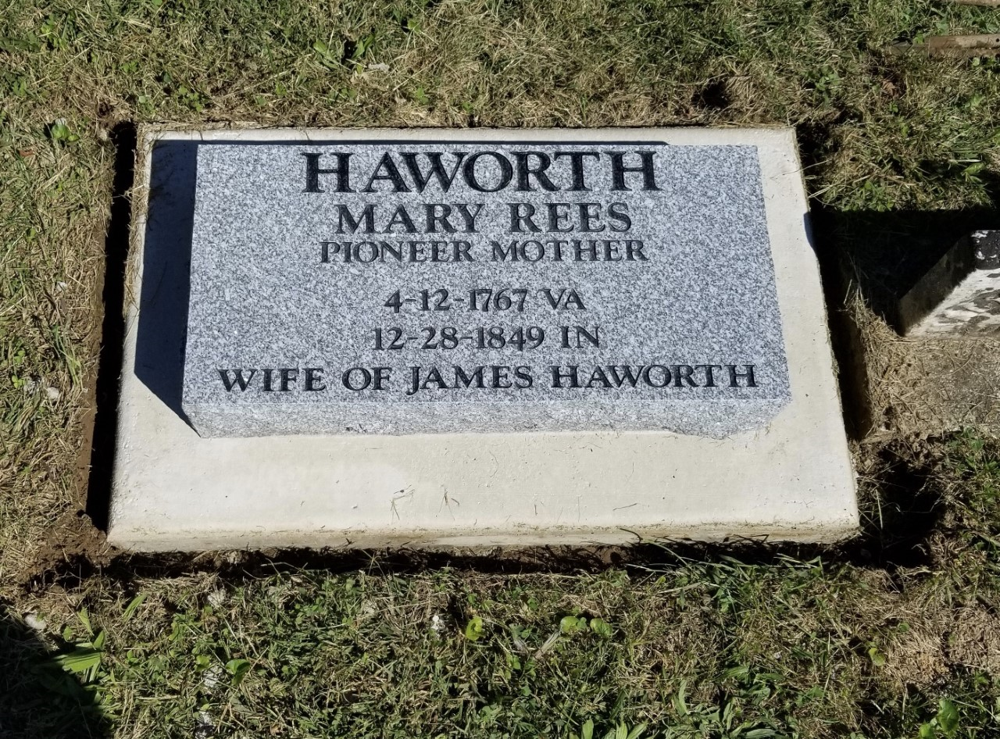 HAWORTH
MARY REES
PIONEER MOTHER
4-12-1767 VA
12-28-1849 IN
WIFE OF JAMES HAWORTH